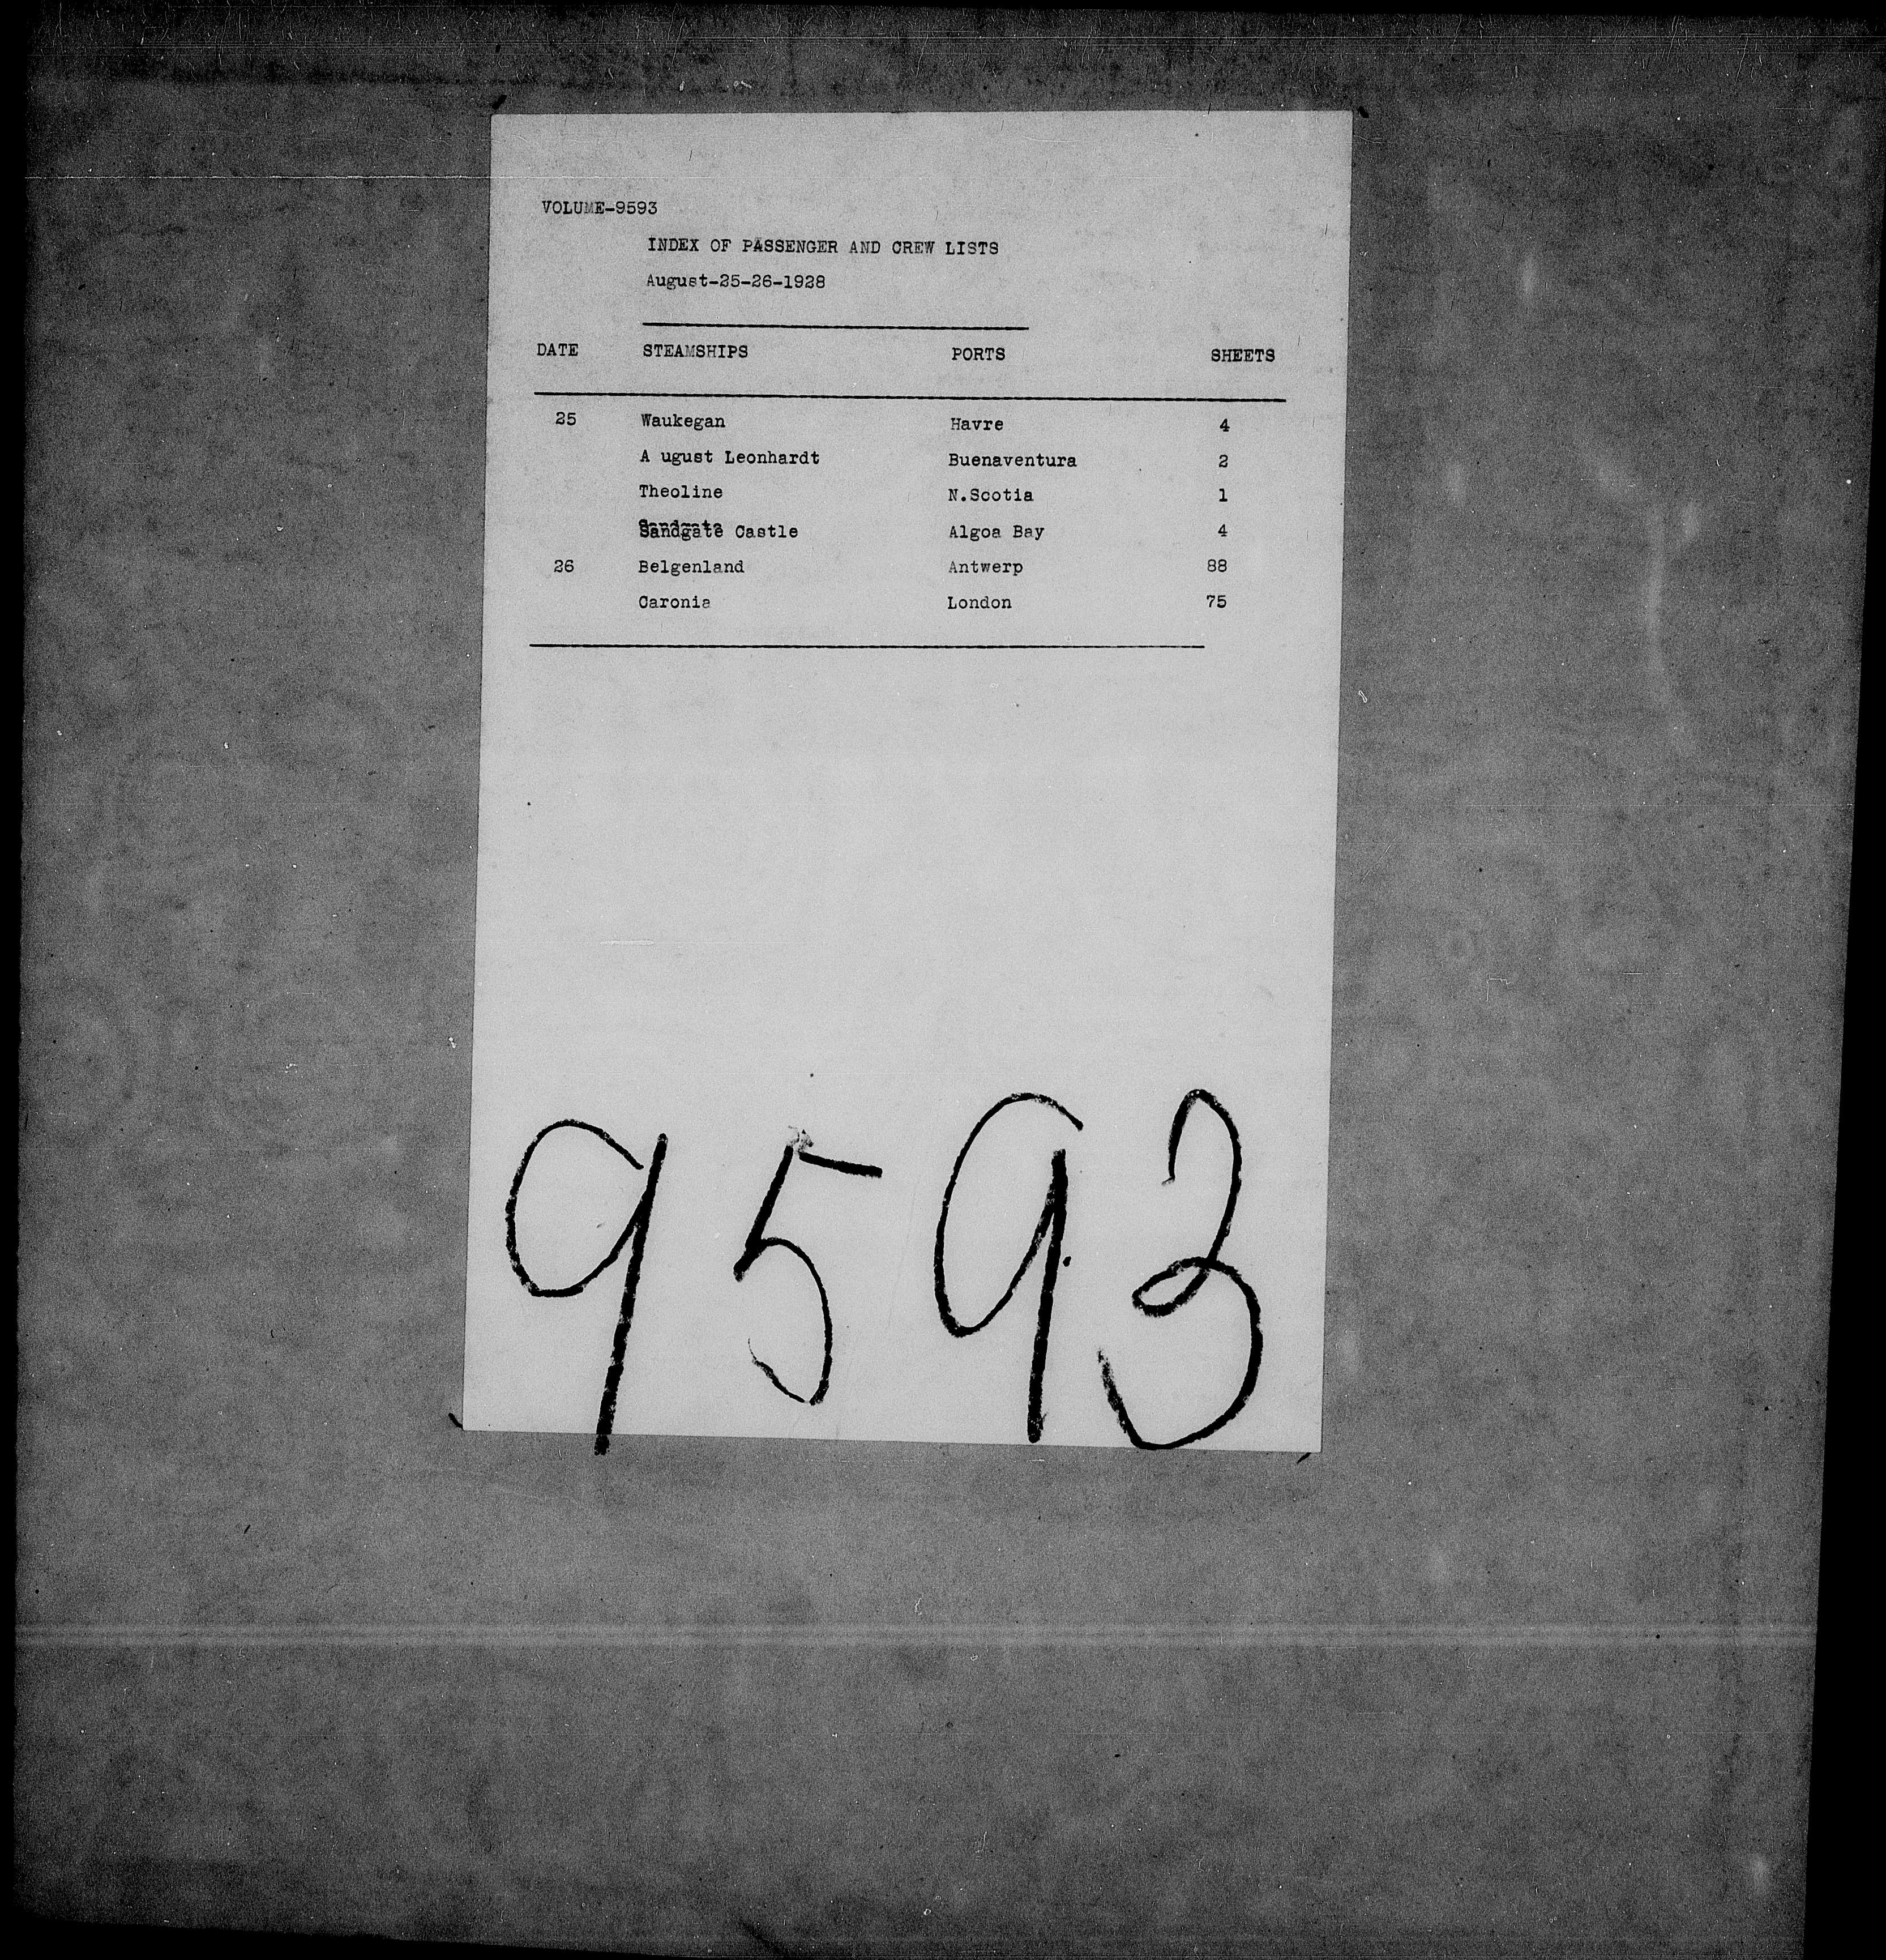 VOLUME-9593
INDEX OF PASSENGER AND CREW LISTS
August-25-26-1928
DATE STEAMSHIPS PORTS SHEETS
25 Waukegan Havre 4
A ugust Leonhardt Buenaventura 2
Theoline N.Scotia 1
Sandgate Castle Algoa Bay 4
26 Belgenland Antwerp 88
Caronia London 75
9593